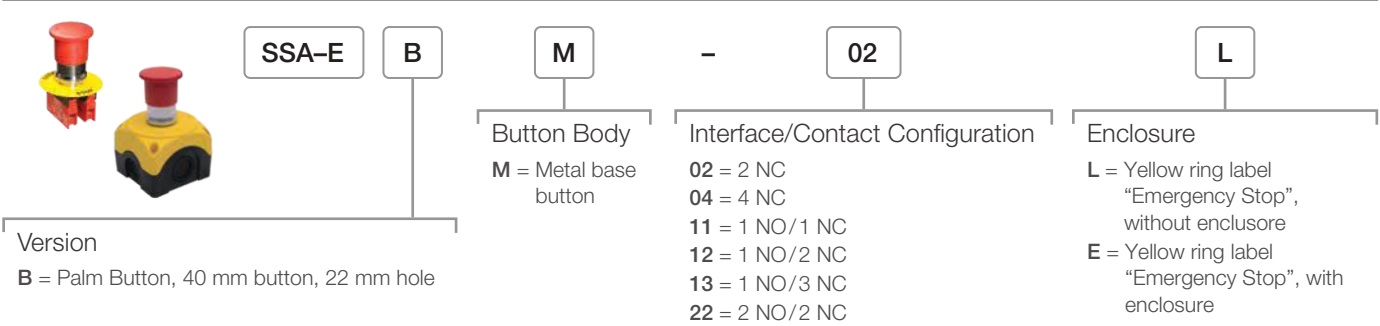 SSA–E B M – 02 L
Button Body
M = Metal base
button
Interface/Contact Configuration
02 = 2 NC
04 = 4 NC
11 = 1 NO/1 NC
12 = 1 NO/2 NC
13 = 1 NO/3 NC
22 = 2 NO/2 NC
Enclosure
L = Yellow ring label
“Emergency Stop”,
without enclusore
E = Yellow ring label
“Emergency Stop”, with
enclosure
Version
B = Palm Button, 40 mm button, 22 mm hole